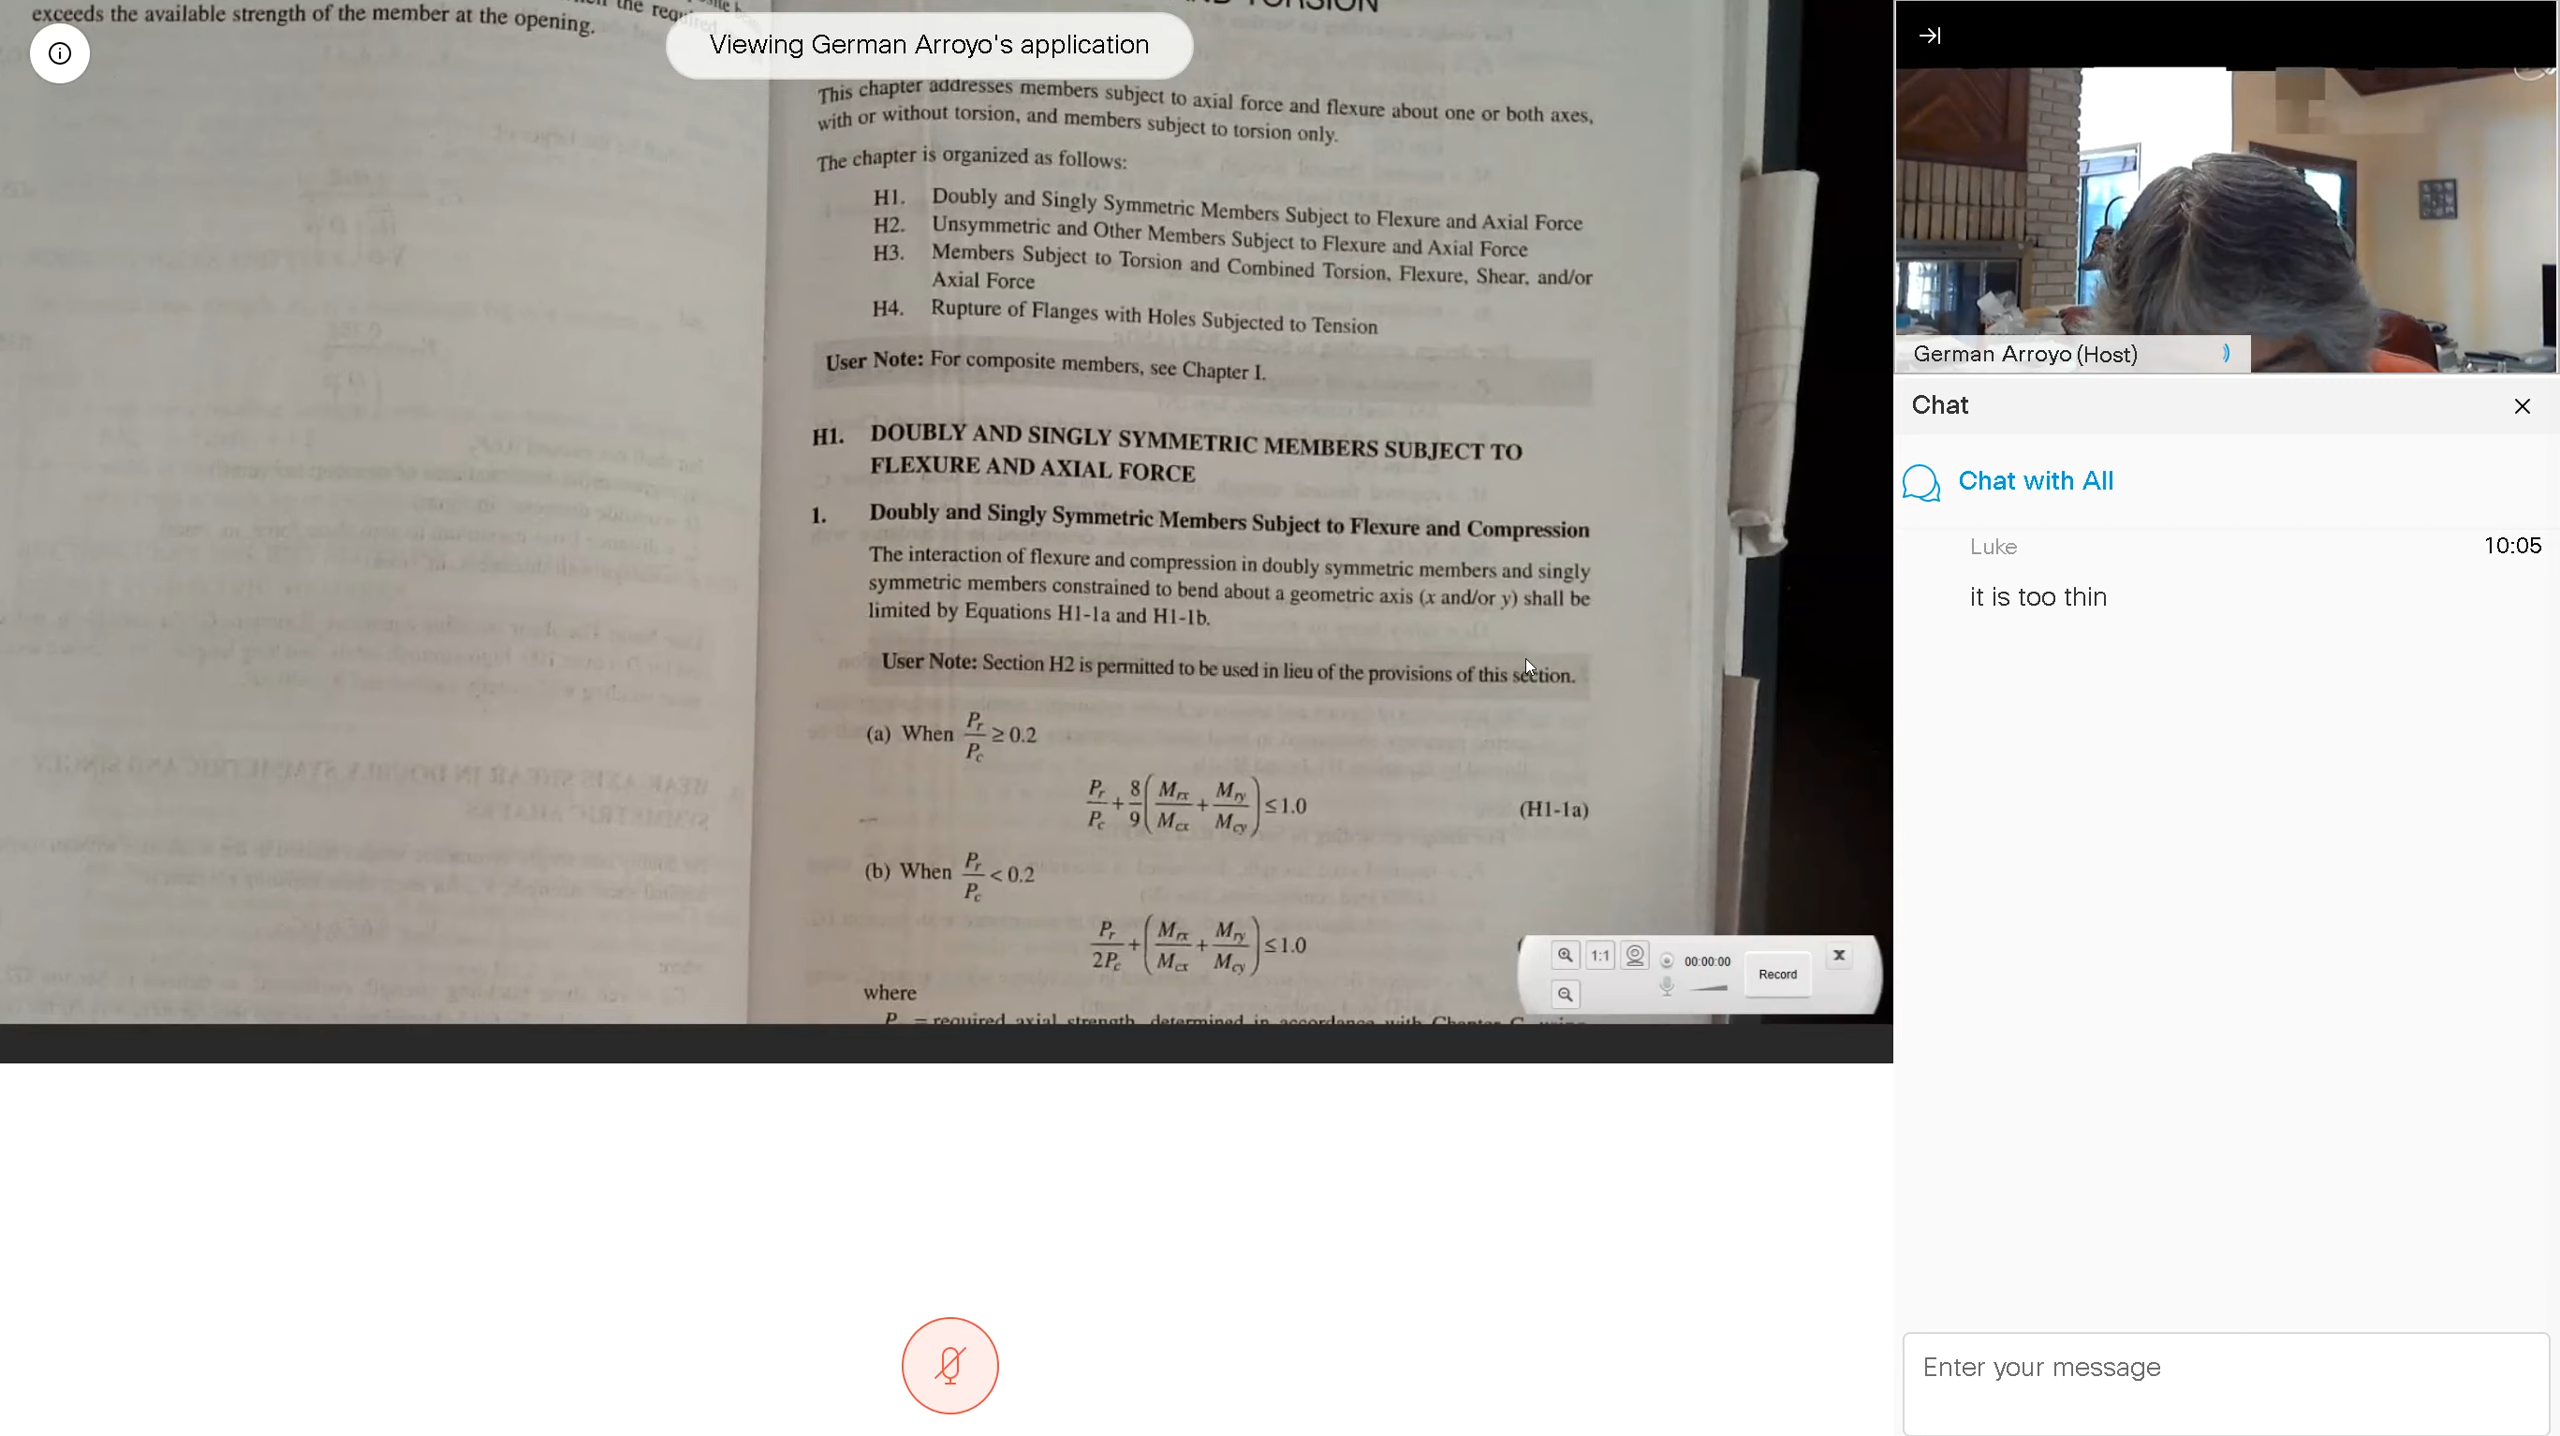 exceeds the available strength of the member at the opening.
Viewing German Arroyo's application
This chapter addresses members subject to axial force and flexure about one or both axes,
with or without torsion, and members subject to torsion only.
The chapter is organized as follows:
H1. Doubly and Singly Symmetric Members Subject to Flexure and Axial Force
H2. Unsymmetric and Other Members Subject to Flexure and Axial Force
H3. Members Subject to Torsion and Combined Torsion, Flexure, Shear, and/or
Axial Force
H4. Rupture of Flanges with Holes Subjected to Tension
User Note: For composite members, see Chapter I.
H1. DOUBLY AND SINGLY SYMMETRIC MEMBERS SUBJECT TO
FLEXURE AND AXIAL FORCE
1. Doubly and Singly Symmetric Members Subject to Flexure and Compression
The interaction of flexure and compression in doubly symmetric members and singly
symmetric members constrained to bend about a geometric axis (x and/or y) shall be
limited by Equations H1-1a and H1-1b.
User Note: Section H2 is permitted to be used in lieu of the provisions of this section.
(a) When Pr/Pc ≥ 0.2
Pr/Pc + 8/9 (Mrx/Mcx + Mry/Mcy) ≤ 1.0 (H1-1a)
(b) When Pr/Pc < 0.2
Pr/2Pc + (Mrx/Mcx + Mry/Mcy) ≤ 1.0
where
P = required axial strength, determined in accordance with Chapter C, using
1:1
00:00:00
Record
German Arroyo (Host)
Chat
Chat with All
Luke 10:05
it is too thin
Enter your message